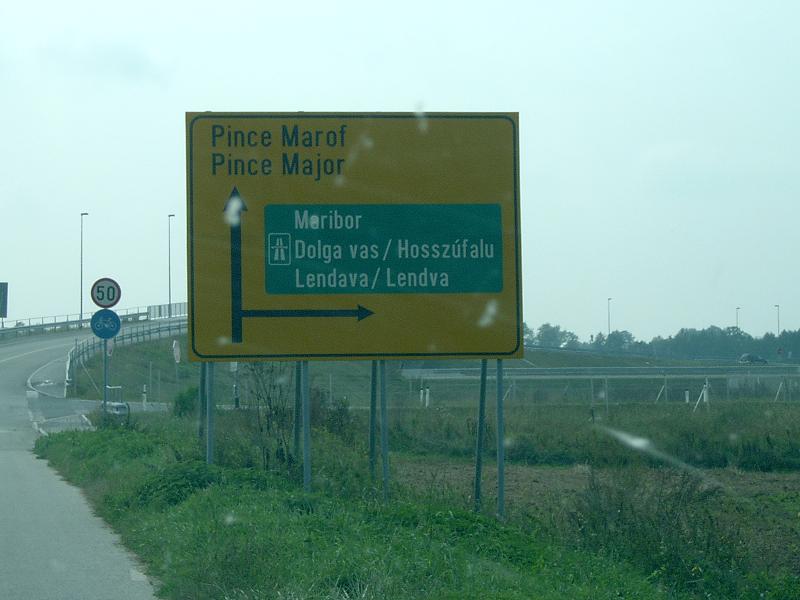 Pince Marof
Pince Major
Maribor
Dolga vas / Hosszúfalu
Lendava / Lendva
50